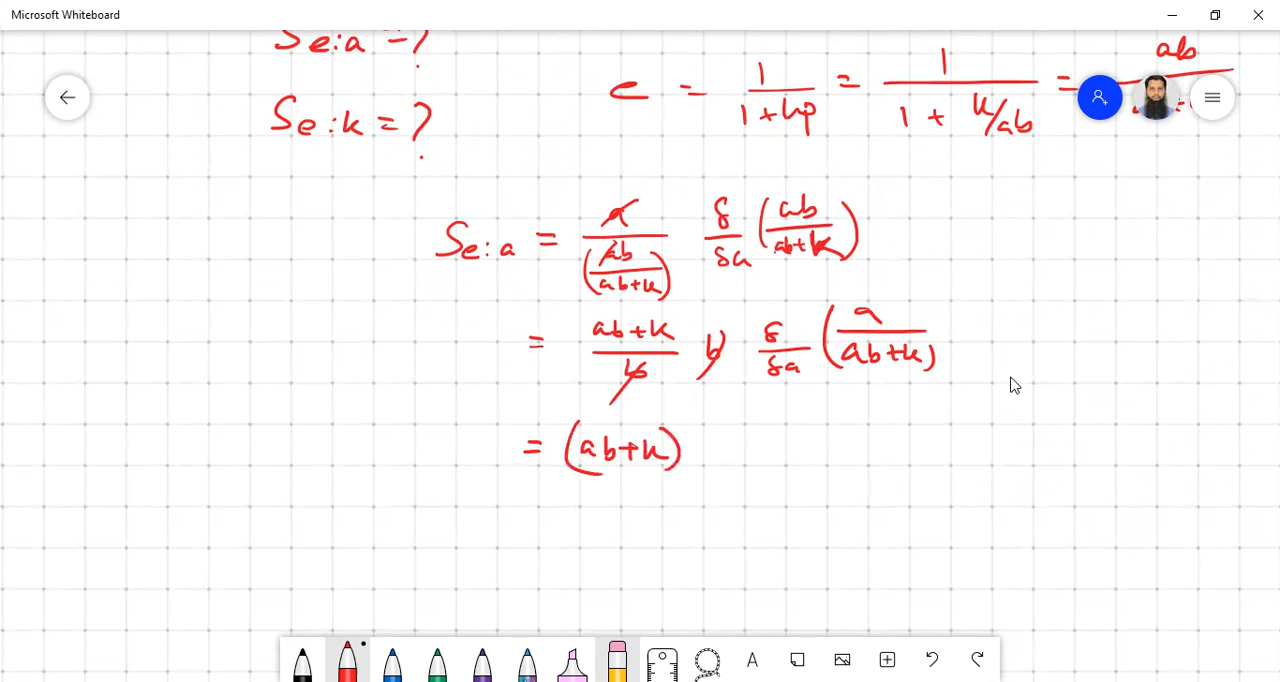 Microsoft Whiteboard
Se:a = ?
Se:k = ?
e = 1/(1+kp) = 1/(1 + k/ab) = ab
Se:a = a/(ab/(ab+k)) δ/δa (ab/(ab+k))
= (ab+k)/b b δ/δa (a/(ab+k))
= (ab+k)
A